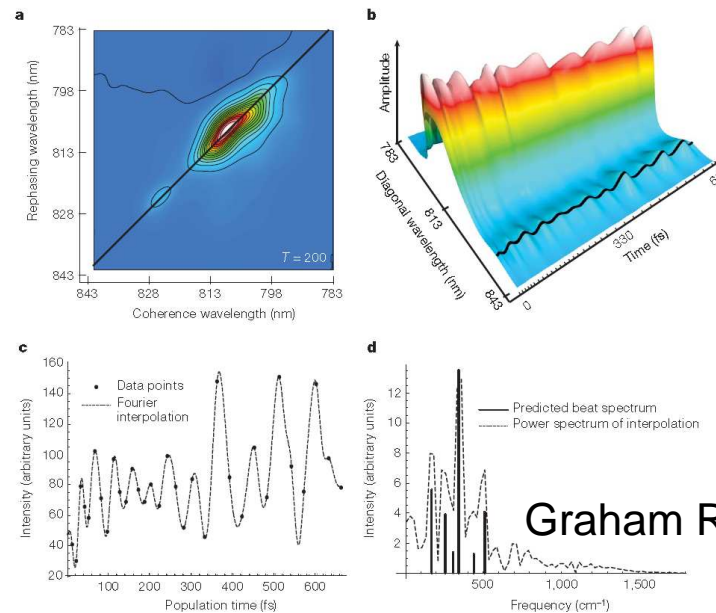 a
783
798
813
828
843
Rephasing wavelength (nm)
T = 200
843
828
813
798
783
Coherence wavelength (nm)
b
Amplitude
783
813
843
Diagonal wavelength (nm)
0
330
6
Time (fs)
c
160
140
120
100
80
60
40
20
Intensity (arbitrary units)
Data points
Fourier
interpolation
100
200
300
400
500
600
Population time (fs)
d
12
10
8
6
4
2
Intensity (arbitrary units)
Predicted beat spectrum
Power spectrum of interpolation
500
1,000
1,800
Frequency (cm⁻¹)
Graham R